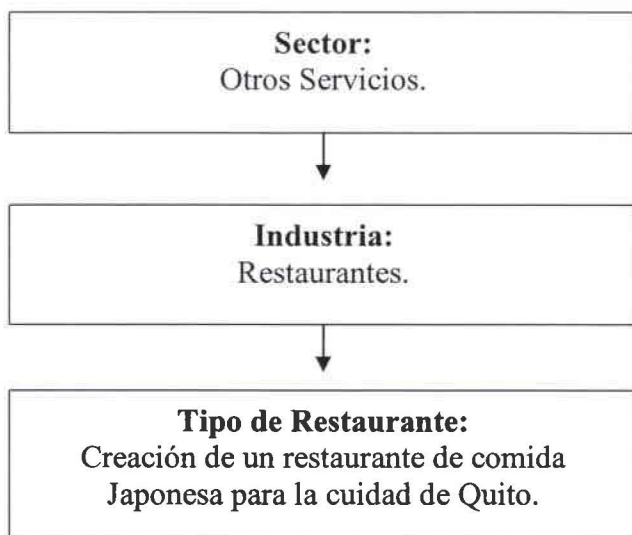 Sector:
Otros Servicios.
Industria:
Restaurantes.
Tipo de Restaurante:
Creación de un restaurante de comida
Japonesa para la cuidad de Quito.